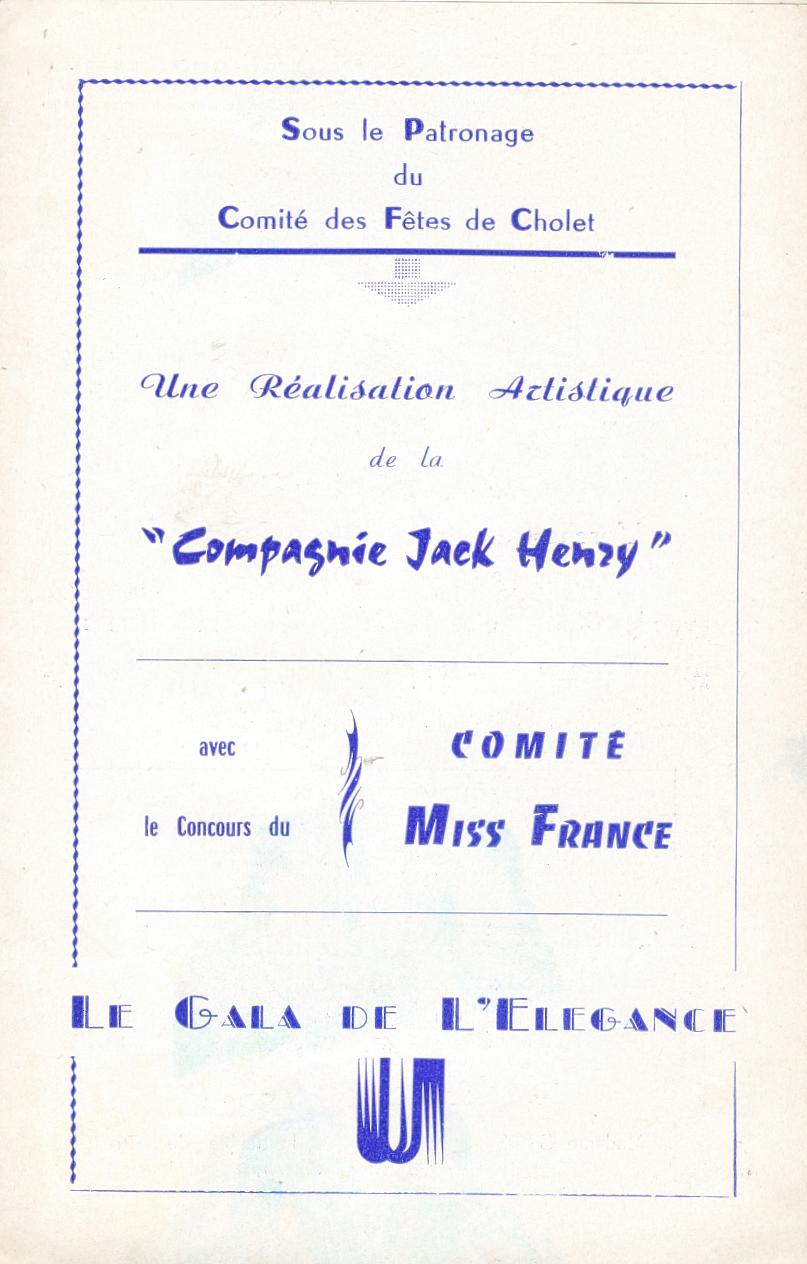 Sous le Patronage
du
Comité des Fêtes de Cholet
Une Réalisation Artistique
de la
"Compagnie Jack Henry"
avec
le Concours du
COMITÉ
MISS FRANCE
LE GALA DE L'ELEGANCE